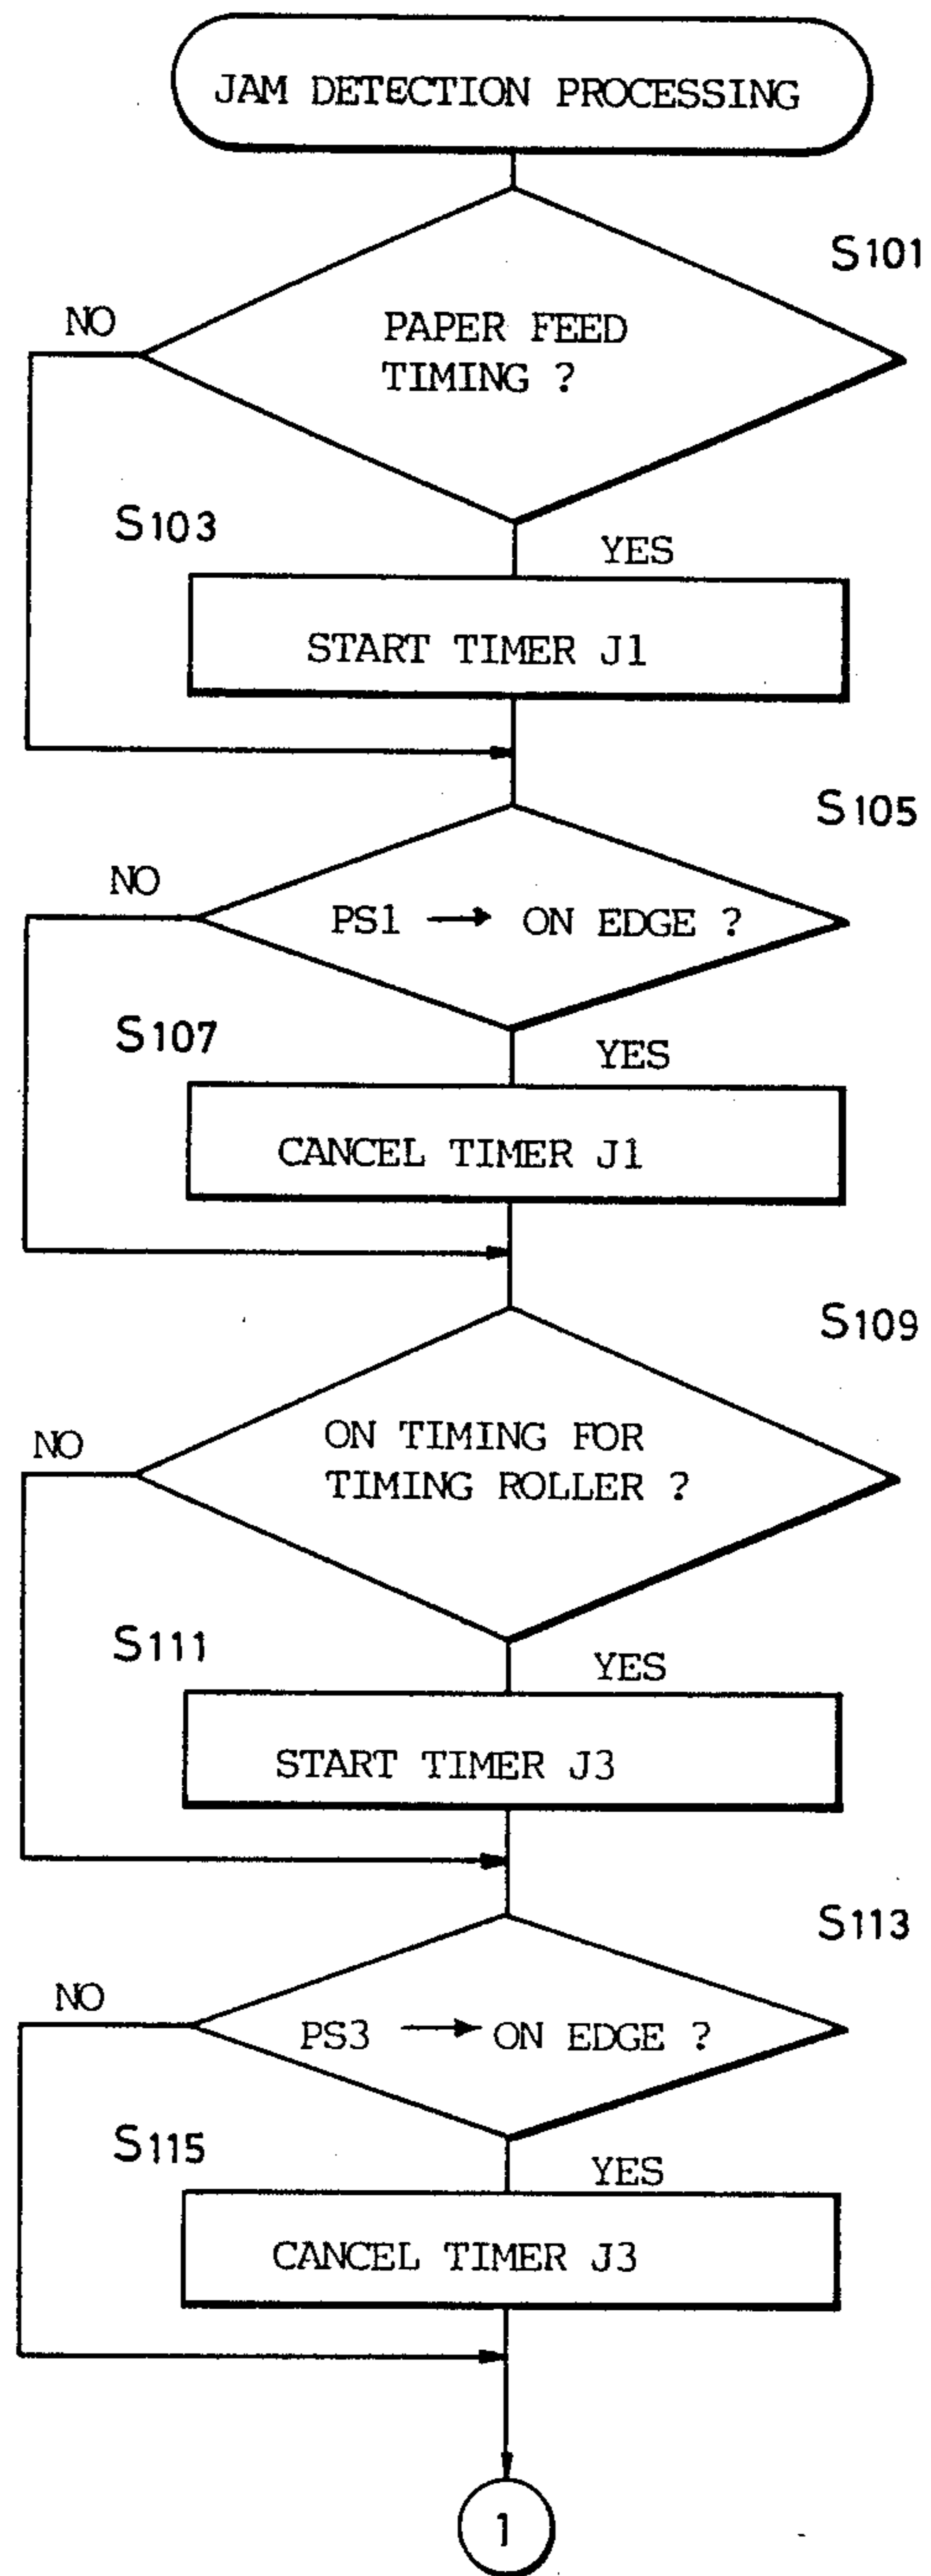 JAM DETECTION PROCESSING
S101
NO
PAPER FEED
TIMING ?
S103
YES
START TIMER J1
S105
NO
PS1 → ON EDGE ?
S107
YES
CANCEL TIMER J1
S109
NO
ON TIMING FOR
TIMING ROLLER ?
S111
YES
START TIMER J3
S113
NO
PS3 → ON EDGE ?
S115
YES
CANCEL TIMER J3
1